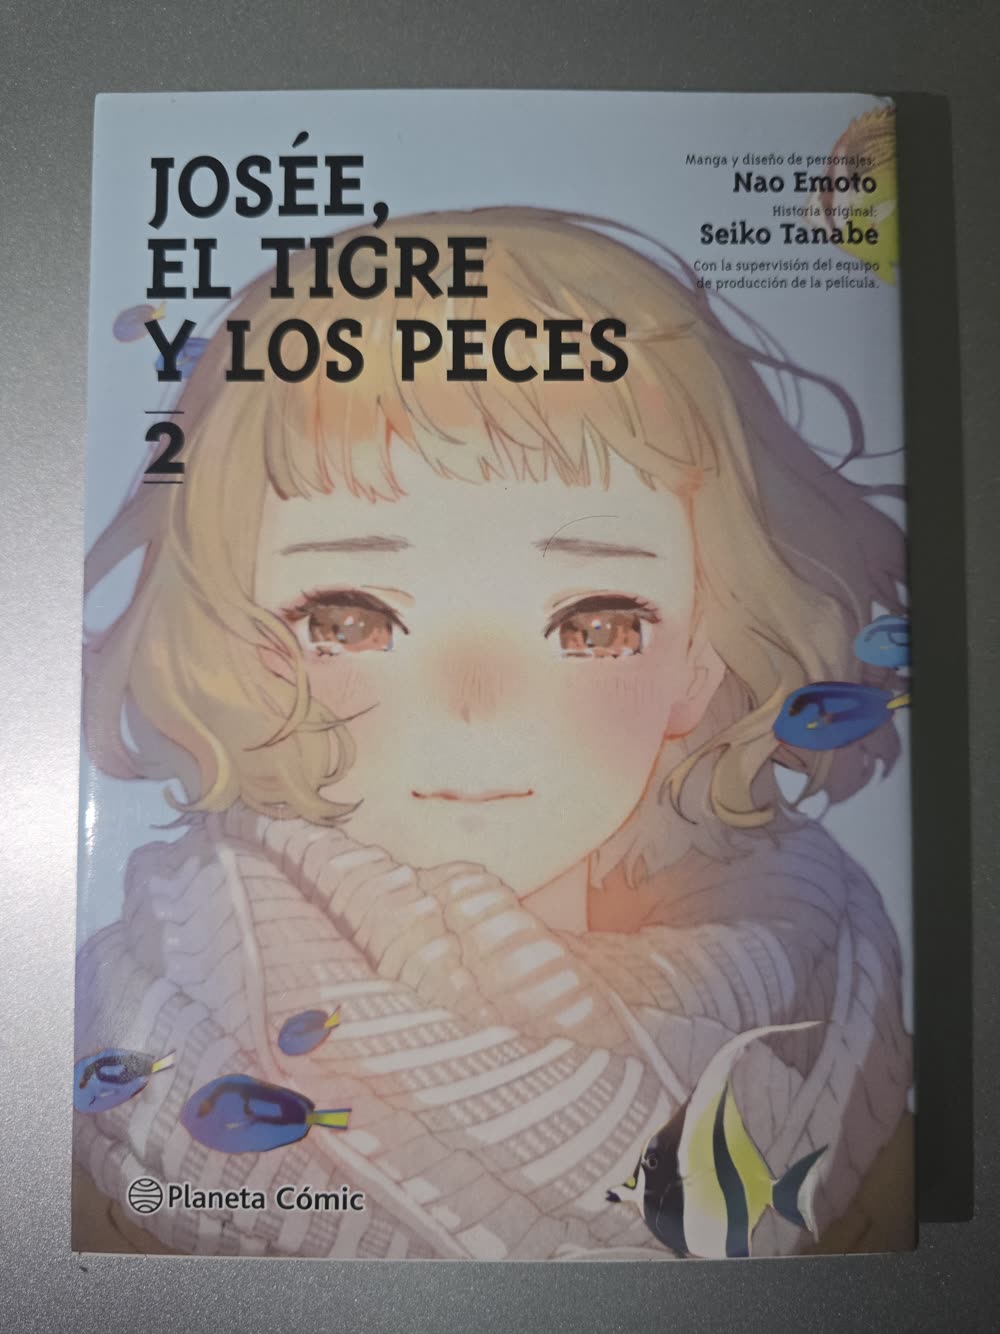 JOSÉE,
EL TIGRE
Y LOS PECES
2
Manga y diseño de personajes:
Nao Emoto
Historia original:
Seiko Tanabe
Con la supervisión del equipo
de producción de la película.
Planeta Cómic